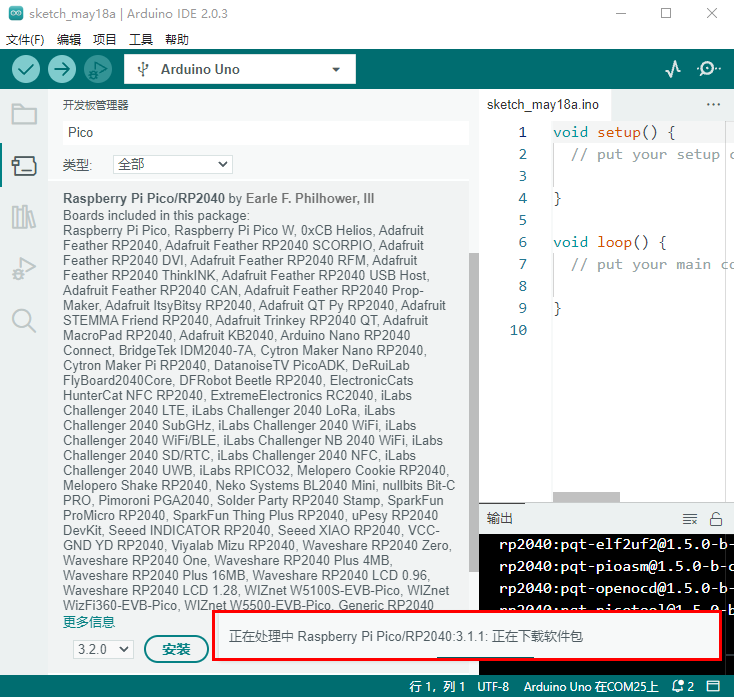 sketch_may18a | Arduino IDE 2.0.3
文件(F) 编辑 项目 工具 帮助
Arduino Uno
开发板管理器
Pico
类型: 全部
Raspberry Pi Pico/RP2040 by Earle F. Philhower, III
Boards included in this package:
Raspberry Pi Pico, Raspberry Pi Pico W, 0xCB Helios, Adafruit
Feather RP2040, Adafruit Feather RP2040 SCORPIO, Adafruit
Feather RP2040 DVI, Adafruit Feather RP2040 RFM, Adafruit
Feather RP2040 ThinkINK, Adafruit Feather RP2040 USB Host,
Adafruit Feather RP2040 CAN, Adafruit Feather RP2040 Prop-
Maker, Adafruit ItsyBitsy RP2040, Adafruit QT Py RP2040, Adafruit
STEMMA Friend RP2040, Adafruit Trinkey RP2040 QT, Adafruit
MacroPad RP2040, Adafruit KB2040, Arduino Nano RP2040
Connect, BridgeTek IDM2040-7A, Cytron Maker Nano RP2040,
Cytron Maker Pi RP2040, DatanoiseTV PicoADK, DeRuiLab
FlyBoard2040Core, DFRobot Beetle RP2040, ElectronicCats
HunterCat NFC RP2040, ExtremeElectronics RC2040, iLabs
Challenger 2040 LTE, iLabs Challenger 2040 LoRa, iLabs
Challenger 2040 SubGHz, iLabs Challenger 2040 WiFi, iLabs
Challenger 2040 WiFi/BLE, iLabs Challenger NB 2040 WiFi, iLabs
Challenger 2040 SD/RTC, iLabs Challenger 2040 NFC, iLabs
Challenger 2040 UWB, iLabs RPICO32, Melopero Cookie RP2040,
Melopero Shake RP2040, Neko Systems BL2040 Mini, nullbits Bit-C
PRO, Pimoroni PGA2040, Solder Party RP2040 Stamp, SparkFun
ProMicro RP2040, SparkFun Thing Plus RP2040, uPesy RP2040
DevKit, Seeed INDICATOR RP2040, Seeed XIAO RP2040, VCC-
GND YD RP2040, Viyalab Mizu RP2040, Waveshare RP2040 Zero,
Waveshare RP2040 One, Waveshare RP2040 Plus 4MB,
Waveshare RP2040 Plus 16MB, Waveshare RP2040 LCD 0.96,
Waveshare RP2040 LCD 1.28, WIZnet W5100S-EVB-Pico, WIZnet
WizFi360-EVB-Pico, WIZnet W5500-EVB-Pico, Generic RP2040
更多信息
3.2.0 安装
sketch_may18a.ino
1 void setup() {
2 // put your setup c
3
4 }
5
6 void loop() {
7 // put your main co
8
9 }
10
输出
rp2040:pqt-elf2uf2@1.5.0-b-
rp2040:pqt-pioasm@1.5.0-b-c
rp2040:pqt-openocd@1.5.0-b-
rp2040:pqt-picotool@1.5.0-b
正在处理中 Raspberry Pi Pico/RP2040:3.1.1: 正在下载软件包
行 1，列 1 UTF-8 Arduino Uno 在COM25上 2